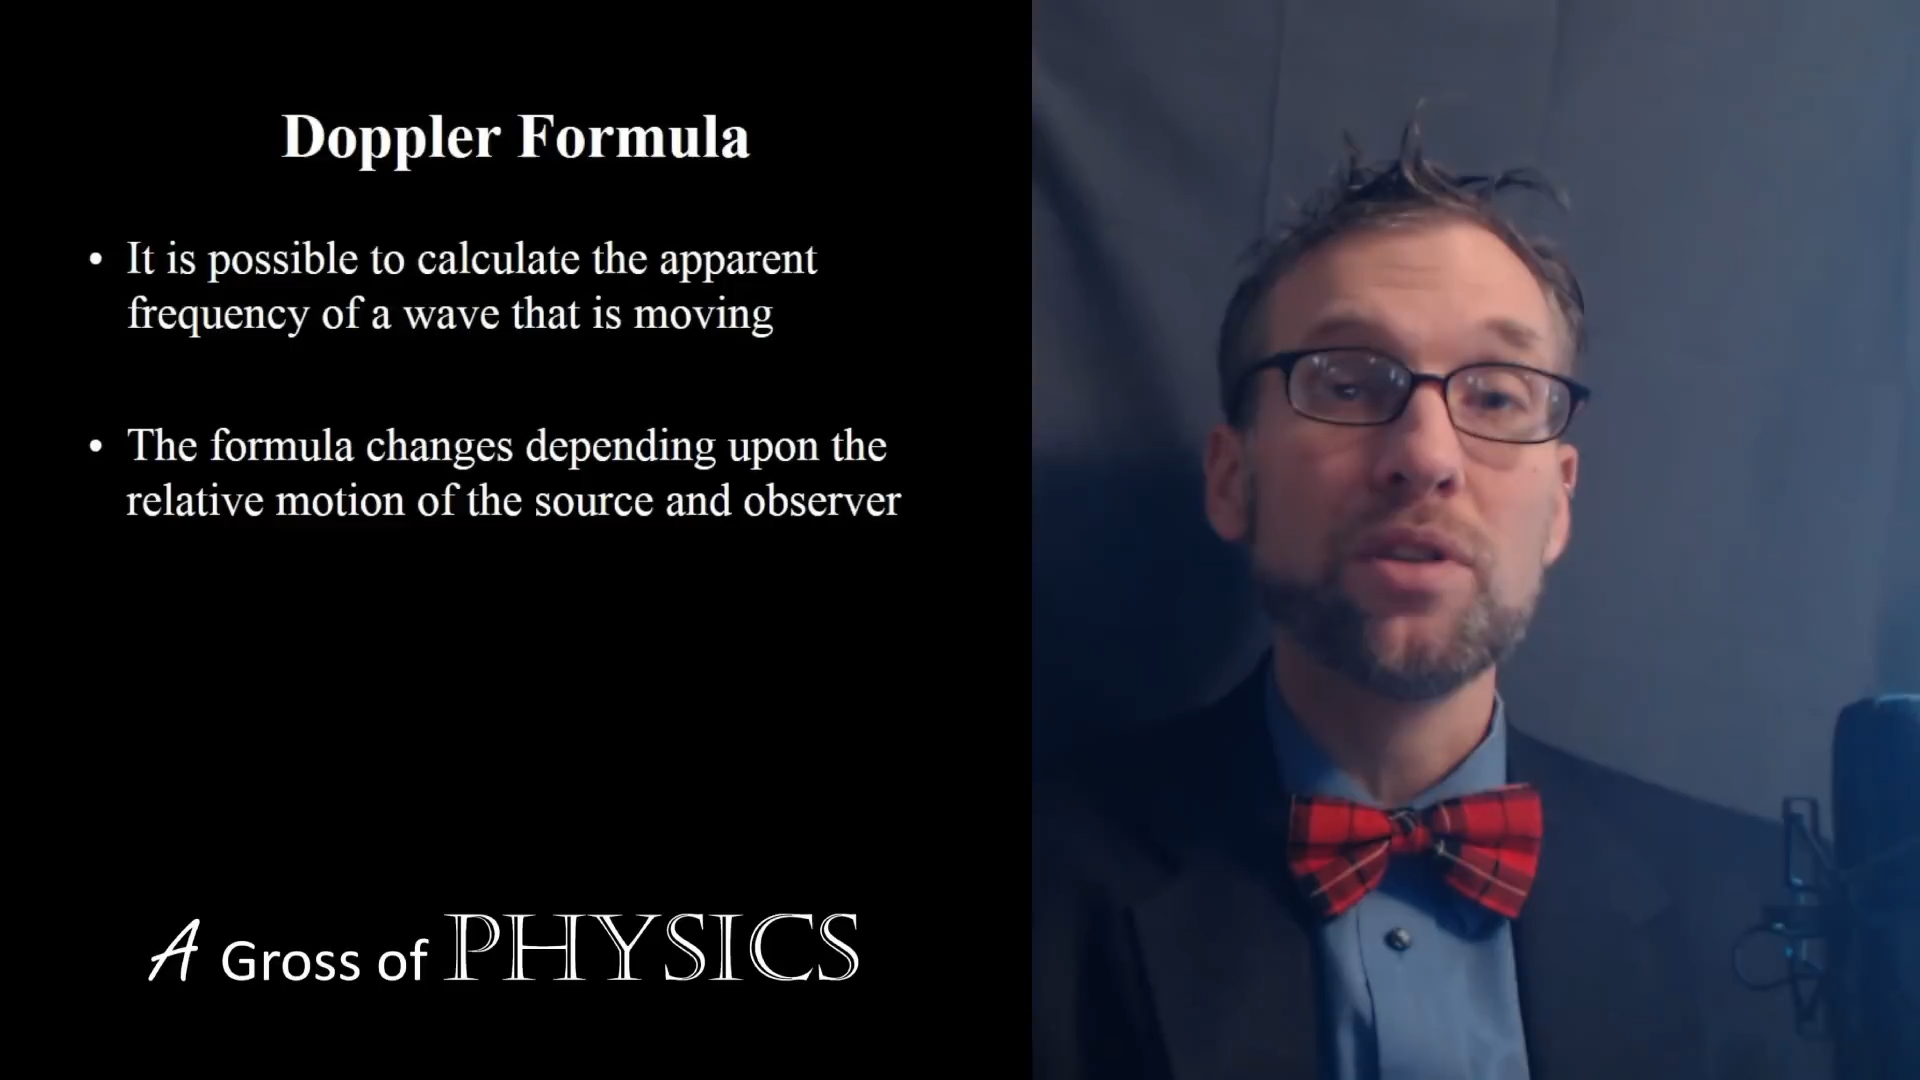 Doppler Formula
• It is possible to calculate the apparent
frequency of a wave that is moving
• The formula changes depending upon the
relative motion of the source and observer
A Gross of PHYSICS